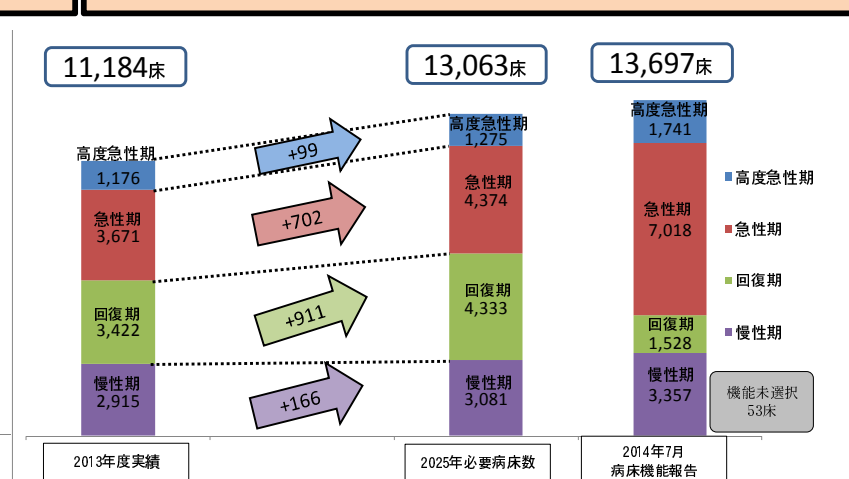 11,184床
13,063床
13,697床
高度急性期
1,176
急性期
3,671
回復期
3,422
慢性期
2,915
+99
+702
+911
+166
高度急性期
1,275
急性期
4,374
回復期
4,333
慢性期
3,081
高度急性期
1,741
急性期
7,018
回復期
1,528
慢性期
3,357
高度急性期
急性期
回復期
慢性期
機能未選択
53床
2013年度実績
2025年必要病床数
2014年7月
病床機能報告